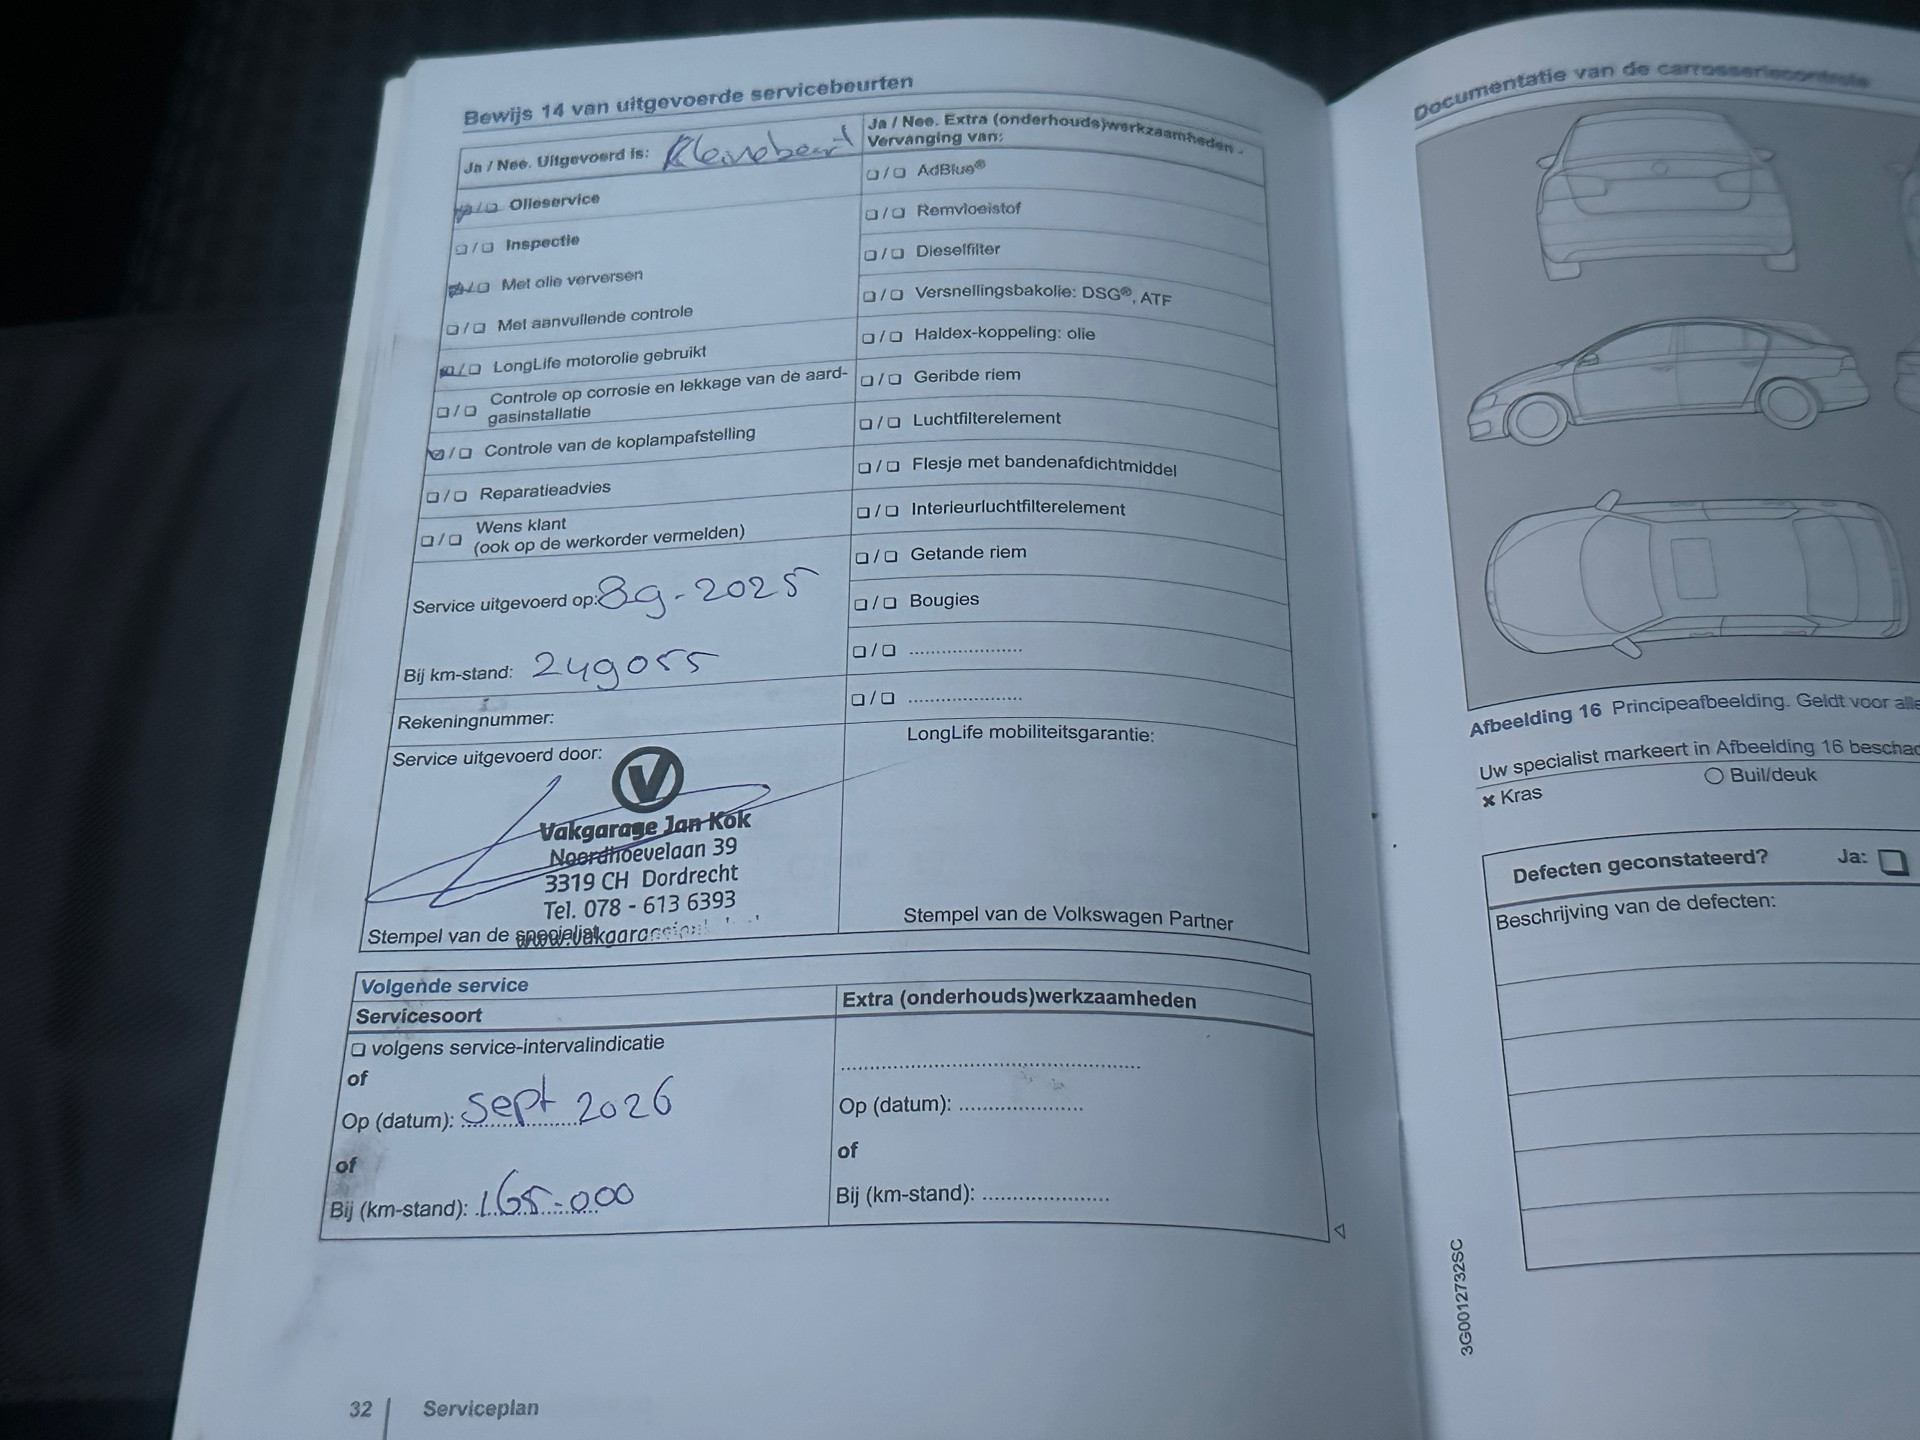 Bewijs 14 van uitgevoerde servicebeurten
Ja / Nee. Uitgevoerd is: Kleinebeurt
❏ / ❏ Olieservice
❏ / ❏ Inspectie
❏ / ❏ Met olie verversen
❏ / ❏ Met aanvullende controle
❏ / ❏ LongLife motorolie gebruikt
❏ / ❏ Controle op corrosie en lekkage van de aard-
gasinstallatie
❏ / ❏ Controle van de koplampafstelling
❏ / ❏ Reparatieadvies
❏ / ❏ Wens klant
(ook op de werkorder vermelden)
Service uitgevoerd op: 8g-2025
Bij km-stand: 249055
Rekeningnummer:
Service uitgevoerd door:
V
Vakgarage Jan Kok
Noordhoevelaan 39
3319 CH Dordrecht
Tel. 078 - 613 6393
Stempel van de specialist
Ja / Nee. Extra (onderhouds)werkzaamheden -
Vervanging van:
❏ / ❏ AdBlue®
❏ / ❏ Remvloeistof
❏ / ❏ Dieselfilter
❏ / ❏ Versnellingsbakolie: DSG®, ATF
❏ / ❏ Haldex-koppeling: olie
❏ / ❏ Geribde riem
❏ / ❏ Luchtfilterelement
❏ / ❏ Flesje met bandenafdichtmiddel
❏ / ❏ Interieurluchtfilterelement
❏ / ❏ Getande riem
❏ / ❏ Bougies
❏ / ❏ ......................
❏ / ❏ ......................
LongLife mobiliteitsgarantie:
Stempel van de Volkswagen Partner
Volgende service
Servicesoort
❏ volgens service-intervalindicatie
of
Op (datum): sept 2026
of
Bij (km-stand): 165.000
Extra (onderhouds)werkzaamheden
......................
Op (datum): ......................
of
Bij (km-stand): ......................
32 Serviceplan
Documentatie van de carrosseriecontrole
Afbeelding 16 Principeafbeelding. Geldt voor alle
Uw specialist markeert in Afbeelding 16
× Kras
○ Buil/deuk
Defecten geconstateerd? Ja: ❏
Beschrijving van de defecten:
3G0012732SC